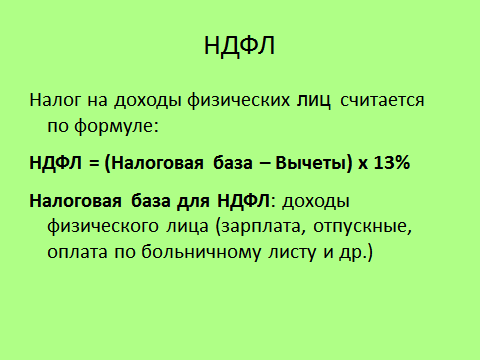 НДФЛ
Налог на доходы физических лиц считается
по формуле:
НДФЛ = (Налоговая база – Вычеты) х 13%
Налоговая база для НДФЛ: доходы
физического лица (зарплата, отпускные,
оплата по больничному листу и др.)